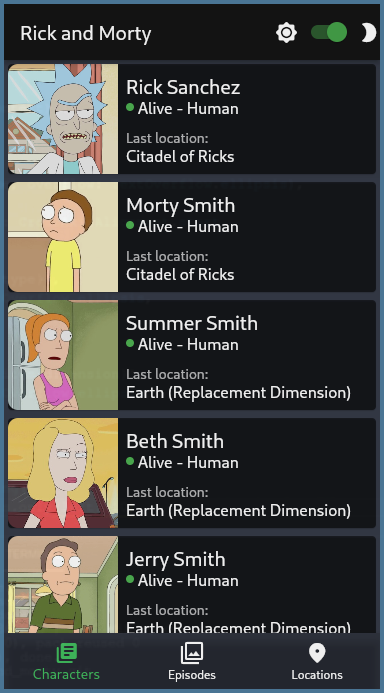 Rick and Morty
Rick Sanchez
Alive - Human
Last location:
Citadel of Ricks
Morty Smith
Alive - Human
Last location:
Citadel of Ricks
Summer Smith
Alive - Human
Last location:
Earth (Replacement Dimension)
Beth Smith
Alive - Human
Last location:
Earth (Replacement Dimension)
Jerry Smith
Alive - Human
Last location:
Earth (Replacement Dimension)
Characters
Episodes
Locations